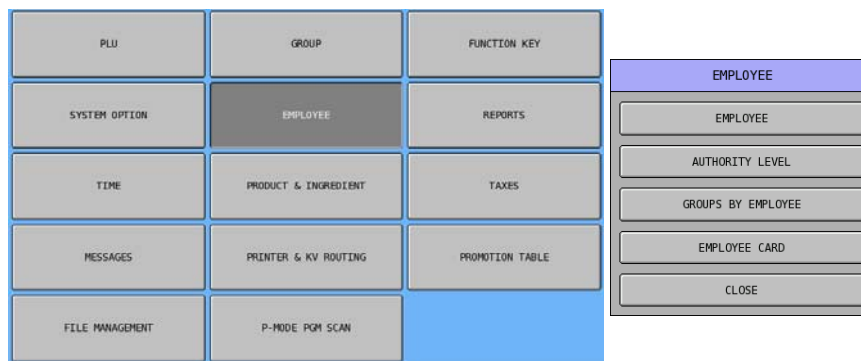 PLU
GROUP
FUNCTION KEY
SYSTEM OPTION
EMPLOYEE
REPORTS
TIME
PRODUCT & INGREDIENT
TAXES
MESSAGES
PRINTER & KV ROUTING
PROMOTION TABLE
FILE MANAGEMENT
P-MODE PGM SCAN
EMPLOYEE
EMPLOYEE
AUTHORITY LEVEL
GROUPS BY EMPLOYEE
EMPLOYEE CARD
CLOSE